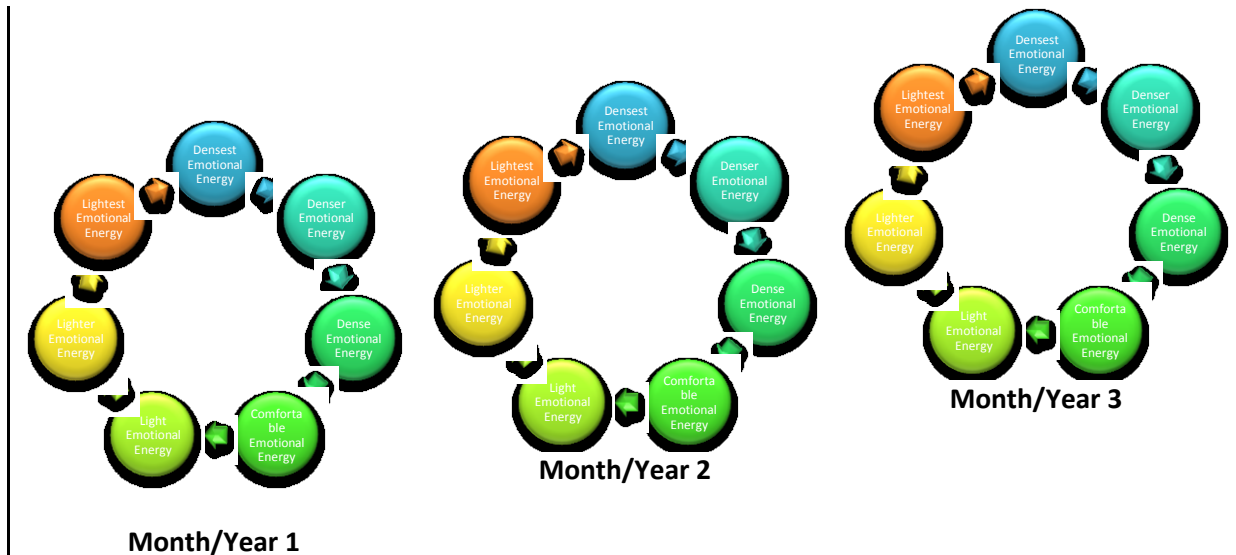 Densest
Emotional
Energy
Denser
Emotional
Energy
Dense
Emotional
Energy
Comforta
ble
Emotional
Energy
Light
Emotional
Energy
Lighter
Emotional
Energy
Lightest
Emotional
Energy
Month/Year 1
Densest
Emotional
Energy
Denser
Emotional
Energy
Dense
Emotional
Energy
Comforta
ble
Emotional
Energy
Light
Emotional
Energy
Lighter
Emotional
Energy
Lightest
Emotional
Energy
Month/Year 2
Densest
Emotional
Energy
Denser
Emotional
Energy
Dense
Emotional
Energy
Comforta
ble
Emotional
Energy
Light
Emotional
Energy
Lighter
Emotional
Energy
Lightest
Emotional
Energy
Month/Year 3